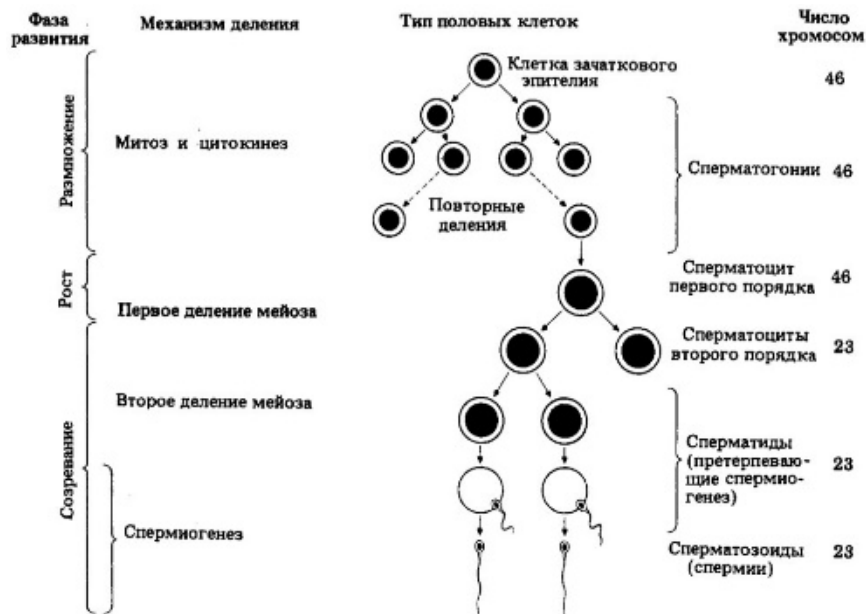 Фаза
развития
Механизм деления
Тип половых клеток
Число
хромосом
Размножение
Митоз и цитокинез
Клетка зачаткового
эпителия
46
Сперматогонии 46
Повторные
деления
Рост
Сперматоцит
первого порядка
46
Первое деление мейоза
Сперматоциты
второго порядка
23
Созревание
Второе деление мейоза
Сперматиды
(претерпеваю-
щие спермио-
генез)
23
Спермиогенез
Сперматозоиды
(спермии)
23